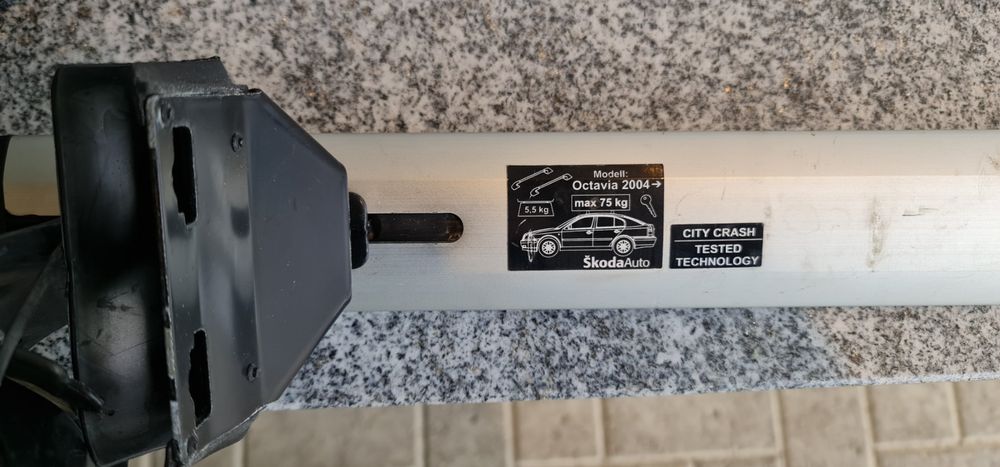 Modell:
Octavia 2004→
max 75 kg
5,5 kg
ŠkodaAuto
CITY CRASH
TESTED
TECHNOLOGY